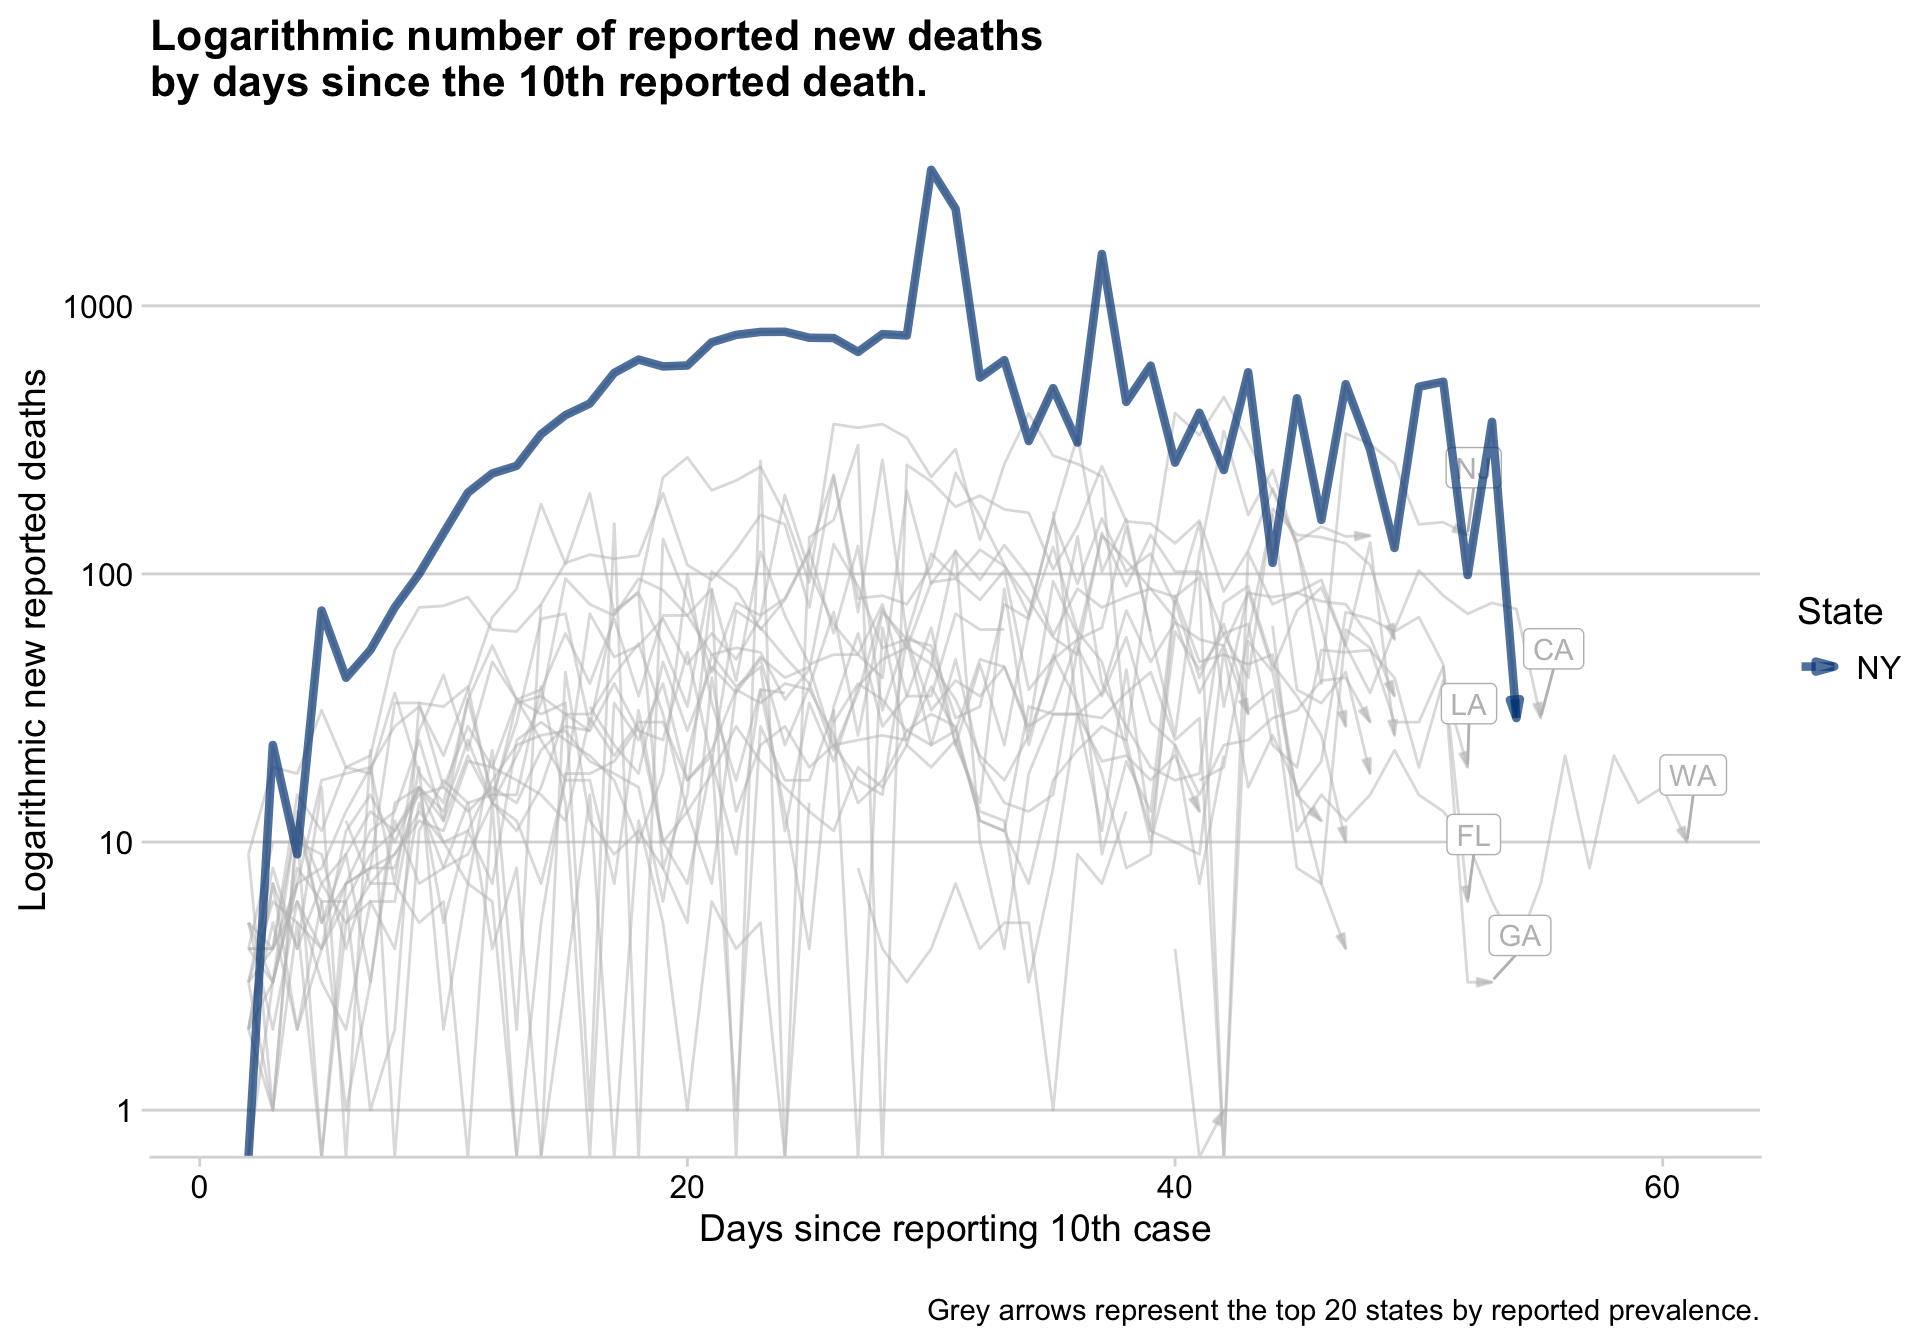 Logarithmic number of reported new deaths
by days since the 10th reported death.
Logarithmic new reported deaths
1000
100
10
1
CA
LA
WA
FL
GA
State
NY
0
20
40
60
Days since reporting 10th case
Grey arrows represent the top 20 states by reported prevalence.